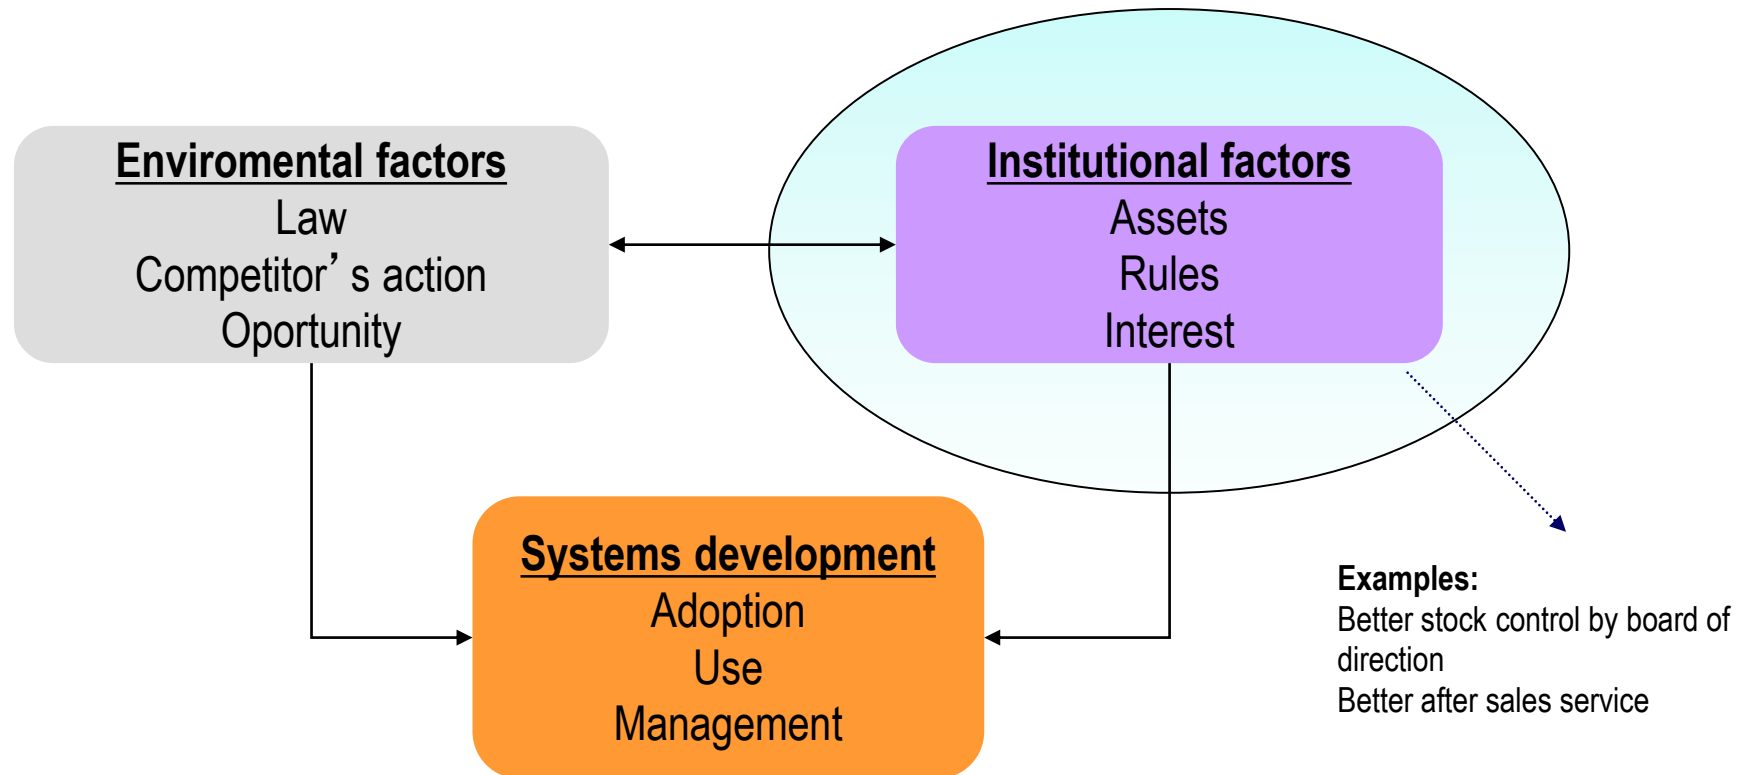 Enviromental factors
Law
Competitor’ s action
Oportunity
Institutional factors
Assets
Rules
Interest
Systems development
Adoption
Use
Management
Examples:
Better stock control by board of
direction
Better after sales service